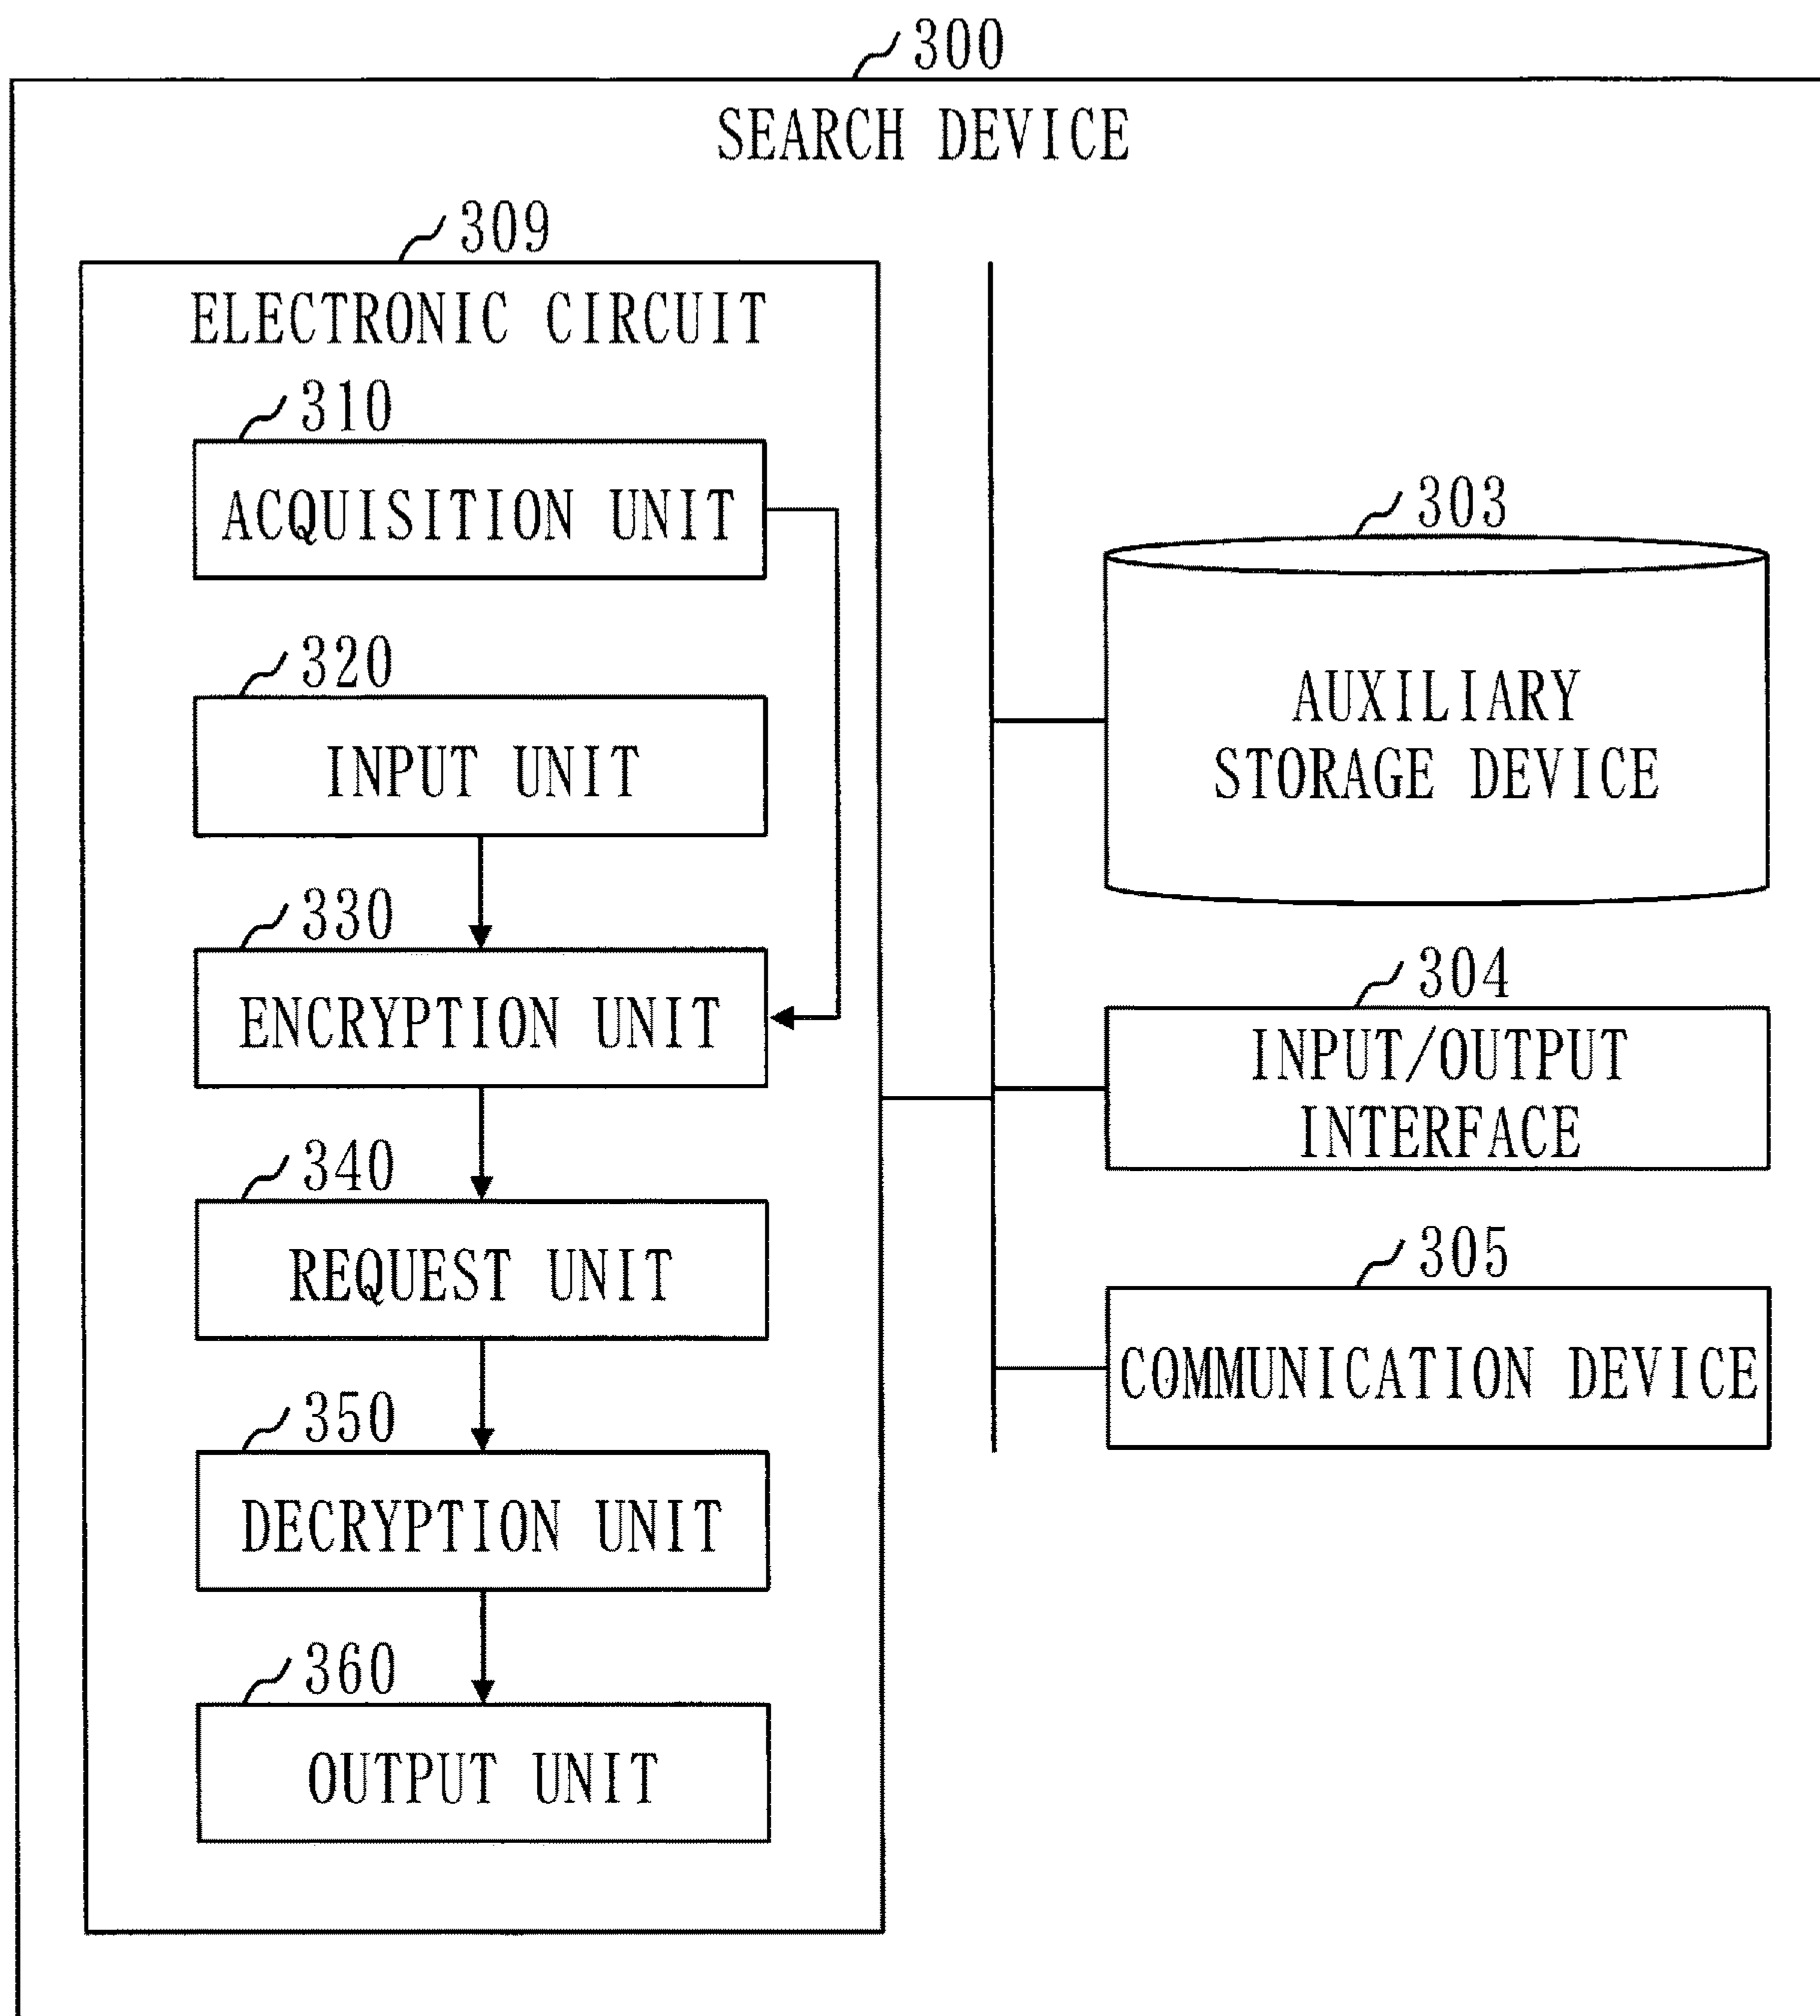 300
SEARCH DEVICE
309
ELECTRONIC CIRCUIT
310
ACQUISITION UNIT
320
INPUT UNIT
330
ENCRYPTION UNIT
340
REQUEST UNIT
350
DECRYPTION UNIT
360
OUTPUT UNIT
303
AUXILIARY
STORAGE DEVICE
304
INPUT/OUTPUT
INTERFACE
305
COMMUNICATION DEVICE